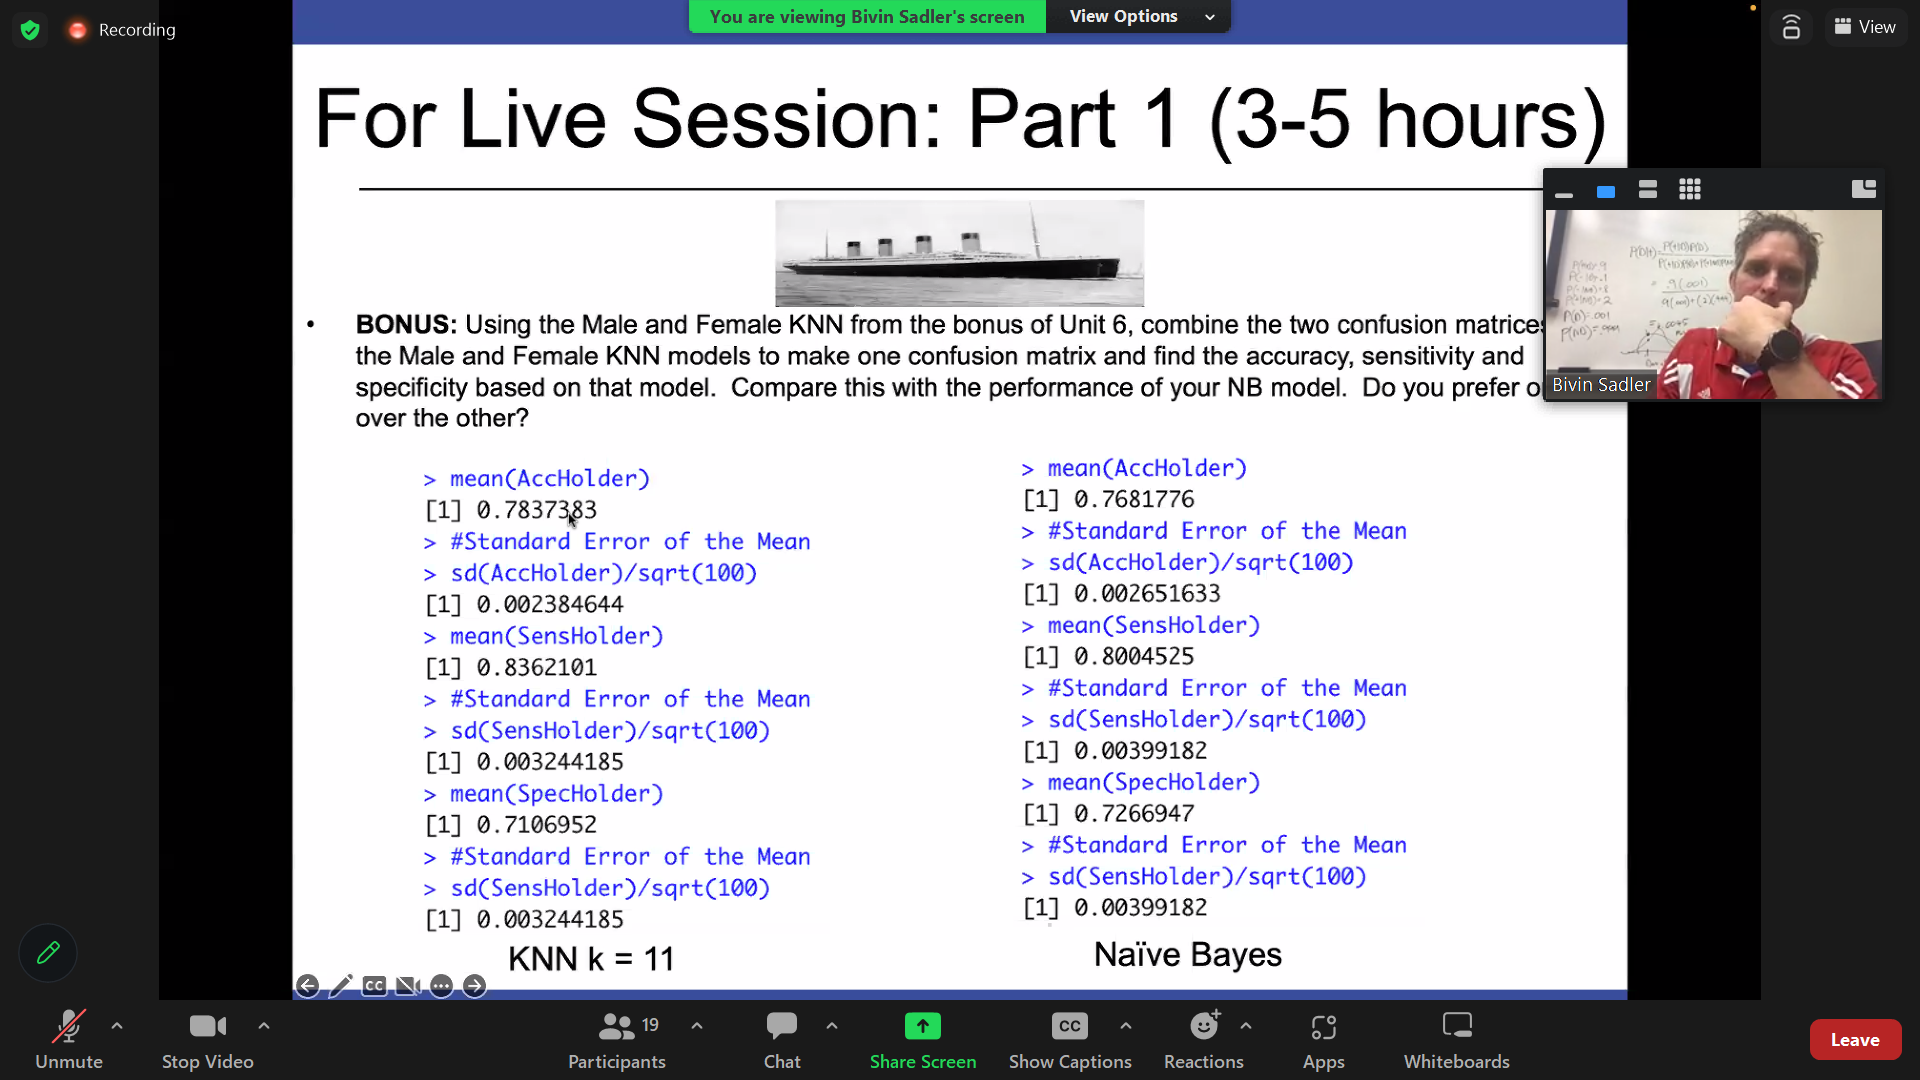 Recording
You are viewing Bivin Sadler's screen
View Options
View
For Live Session: Part 1 (3-5 hours)
• BONUS: Using the Male and Female KNN from the bonus of Unit 6, combine the two confusion matrices
the Male and Female KNN models to make one confusion matrix and find the accuracy, sensitivity and
specificity based on that model. Compare this with the performance of your NB model. Do you prefer
over the other?
Bivin Sadler
> mean(AccHolder)
[1] 0.7837383
> #Standard Error of the Mean
> sd(AccHolder)/sqrt(100)
[1] 0.002384644
> mean(SensHolder)
[1] 0.8362101
> #Standard Error of the Mean
> sd(SensHolder)/sqrt(100)
[1] 0.003244185
> mean(SpecHolder)
[1] 0.7106952
> #Standard Error of the Mean
> sd(SensHolder)/sqrt(100)
[1] 0.003244185
KNN k = 11
> mean(AccHolder)
[1] 0.7681776
> #Standard Error of the Mean
> sd(AccHolder)/sqrt(100)
[1] 0.002651633
> mean(SensHolder)
[1] 0.8004525
> #Standard Error of the Mean
> sd(SensHolder)/sqrt(100)
[1] 0.00399182
> mean(SpecHolder)
[1] 0.7266947
> #Standard Error of the Mean
> sd(SensHolder)/sqrt(100)
[1] 0.00399182
Naïve Bayes
CC
Unmute
Stop Video
19
Participants
Chat
Share Screen
CC
Show Captions
Reactions
Apps
Whiteboards
Leave